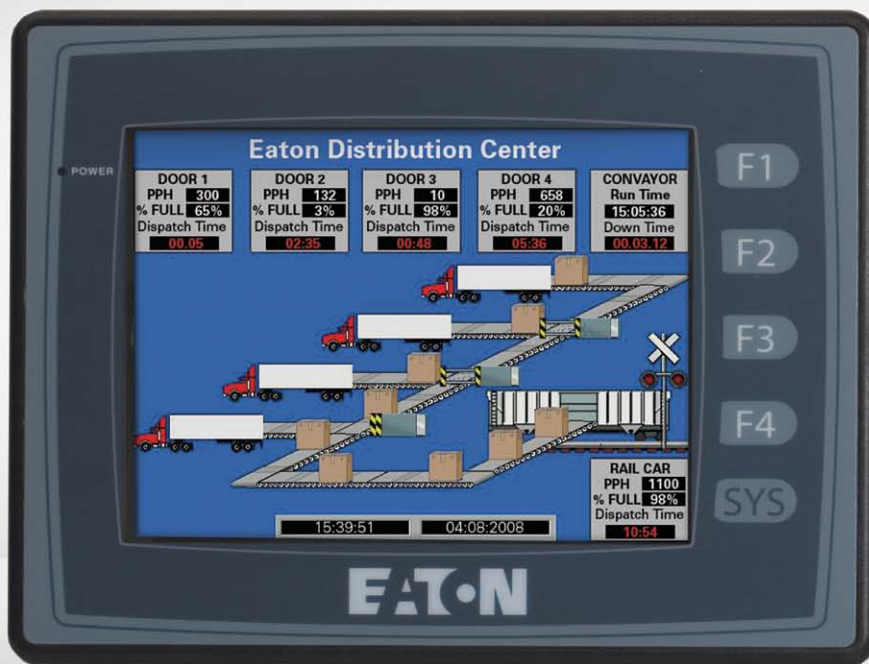 POWER
Eaton Distribution Center
DOOR 1
PPH 300
% FULL 65%
Dispatch Time
00.05
DOOR 2
PPH 132
% FULL 3%
Dispatch Time
02:35
DOOR 3
PPH 10
% FULL 98%
Dispatch Time
00:48
DOOR 4
PPH 658
% FULL 20%
Dispatch Time
05:36
CONVAYOR
Run Time
15:05:36
Down Time
00.03.12
F1
F2
F3
F4
SYS
RAIL CAR
PPH 1100
% FULL 98%
Dispatch Time
10:54
15:39:51 04:08:2008
EATON